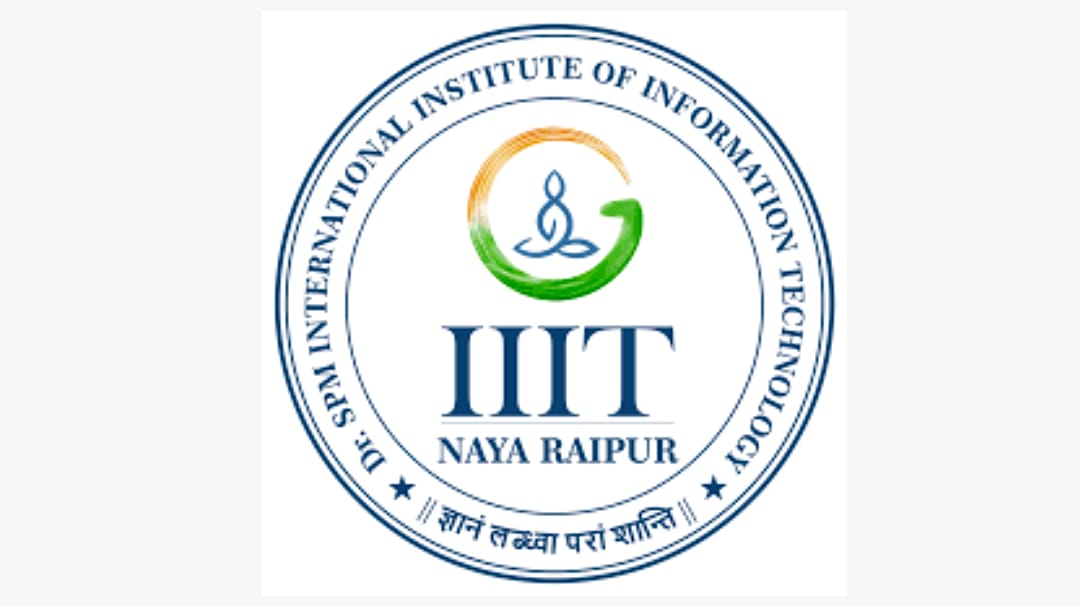 Dr. SPM INTERNATIONAL INSTITUTE OF INFORMATION TECHNOLOGY
IIIT
NAYA RAIPUR
|| ज्ञानं लब्ध्वा परां शान्ति ||